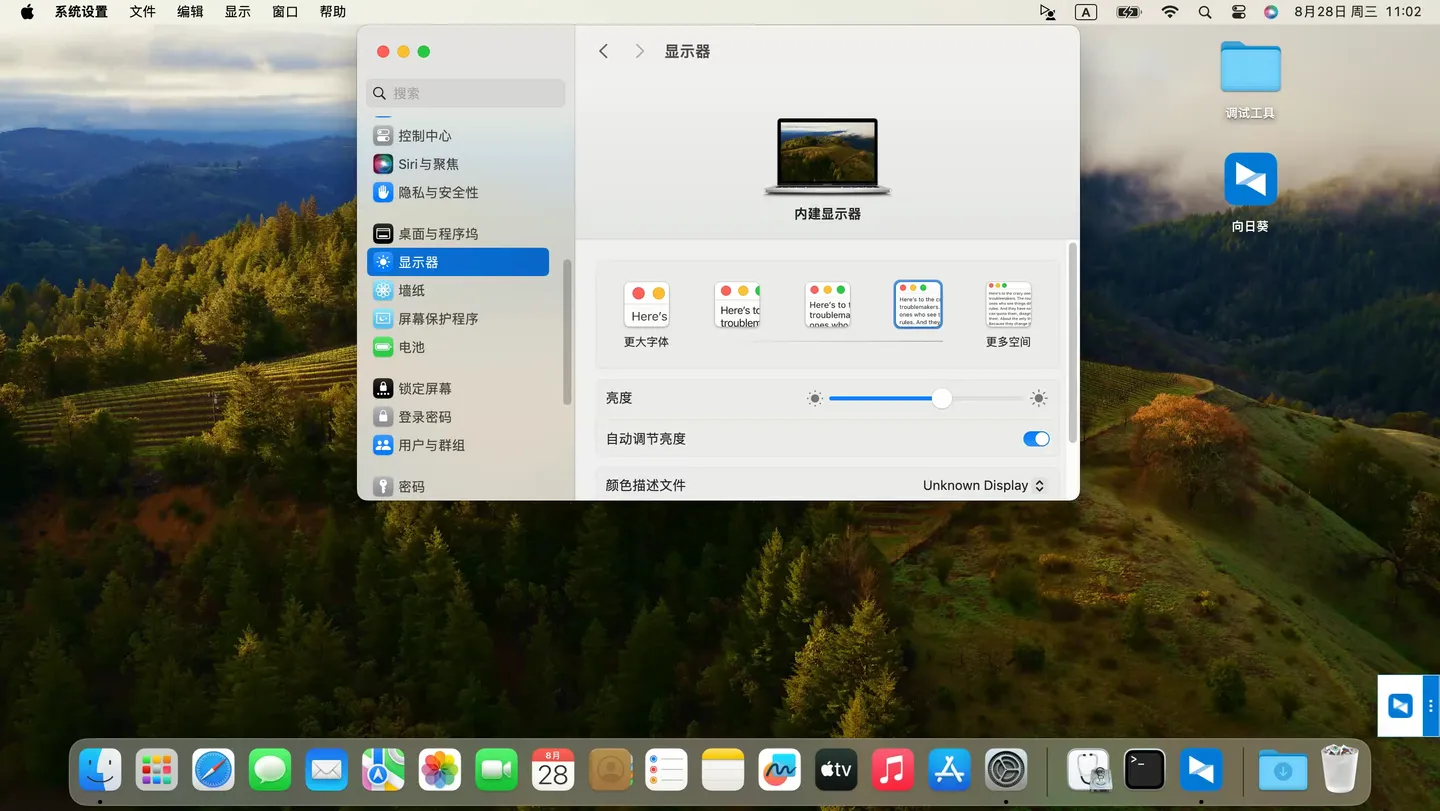 系统设置 文件 编辑 显示 窗口 帮助 A 8月28日 周三 11:02
搜索
控制中心
Siri与聚焦
隐私与安全性
桌面与程序坞
显示器
墙纸
屏幕保护程序
电池
锁定屏幕
登录密码
用户与群组
密码
显示器
内建显示器
Here's
Here's to
troublem
Here's to t
troublema
ones who
Here's to the c
troublemakers.
ones who see t
rules. And they
更大字体
更多空间
亮度
自动调节亮度
颜色描述文件 Unknown Display
调试工具
向日葵
8月
28
tv
>_